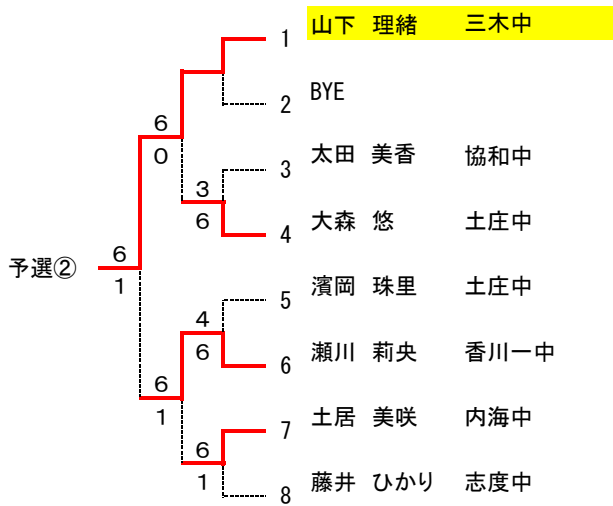 1 山下 理緒 三木中
2 BYE
6
0
3 太田 美香 協和中
3
6
4 大森 悠 土庄中
予選②
6
1
5 濱岡 珠里 土庄中
4
6
6 瀬川 莉央 香川一中
6
1
7 土居 美咲 内海中
6
1
8 藤井 ひかり 志度中